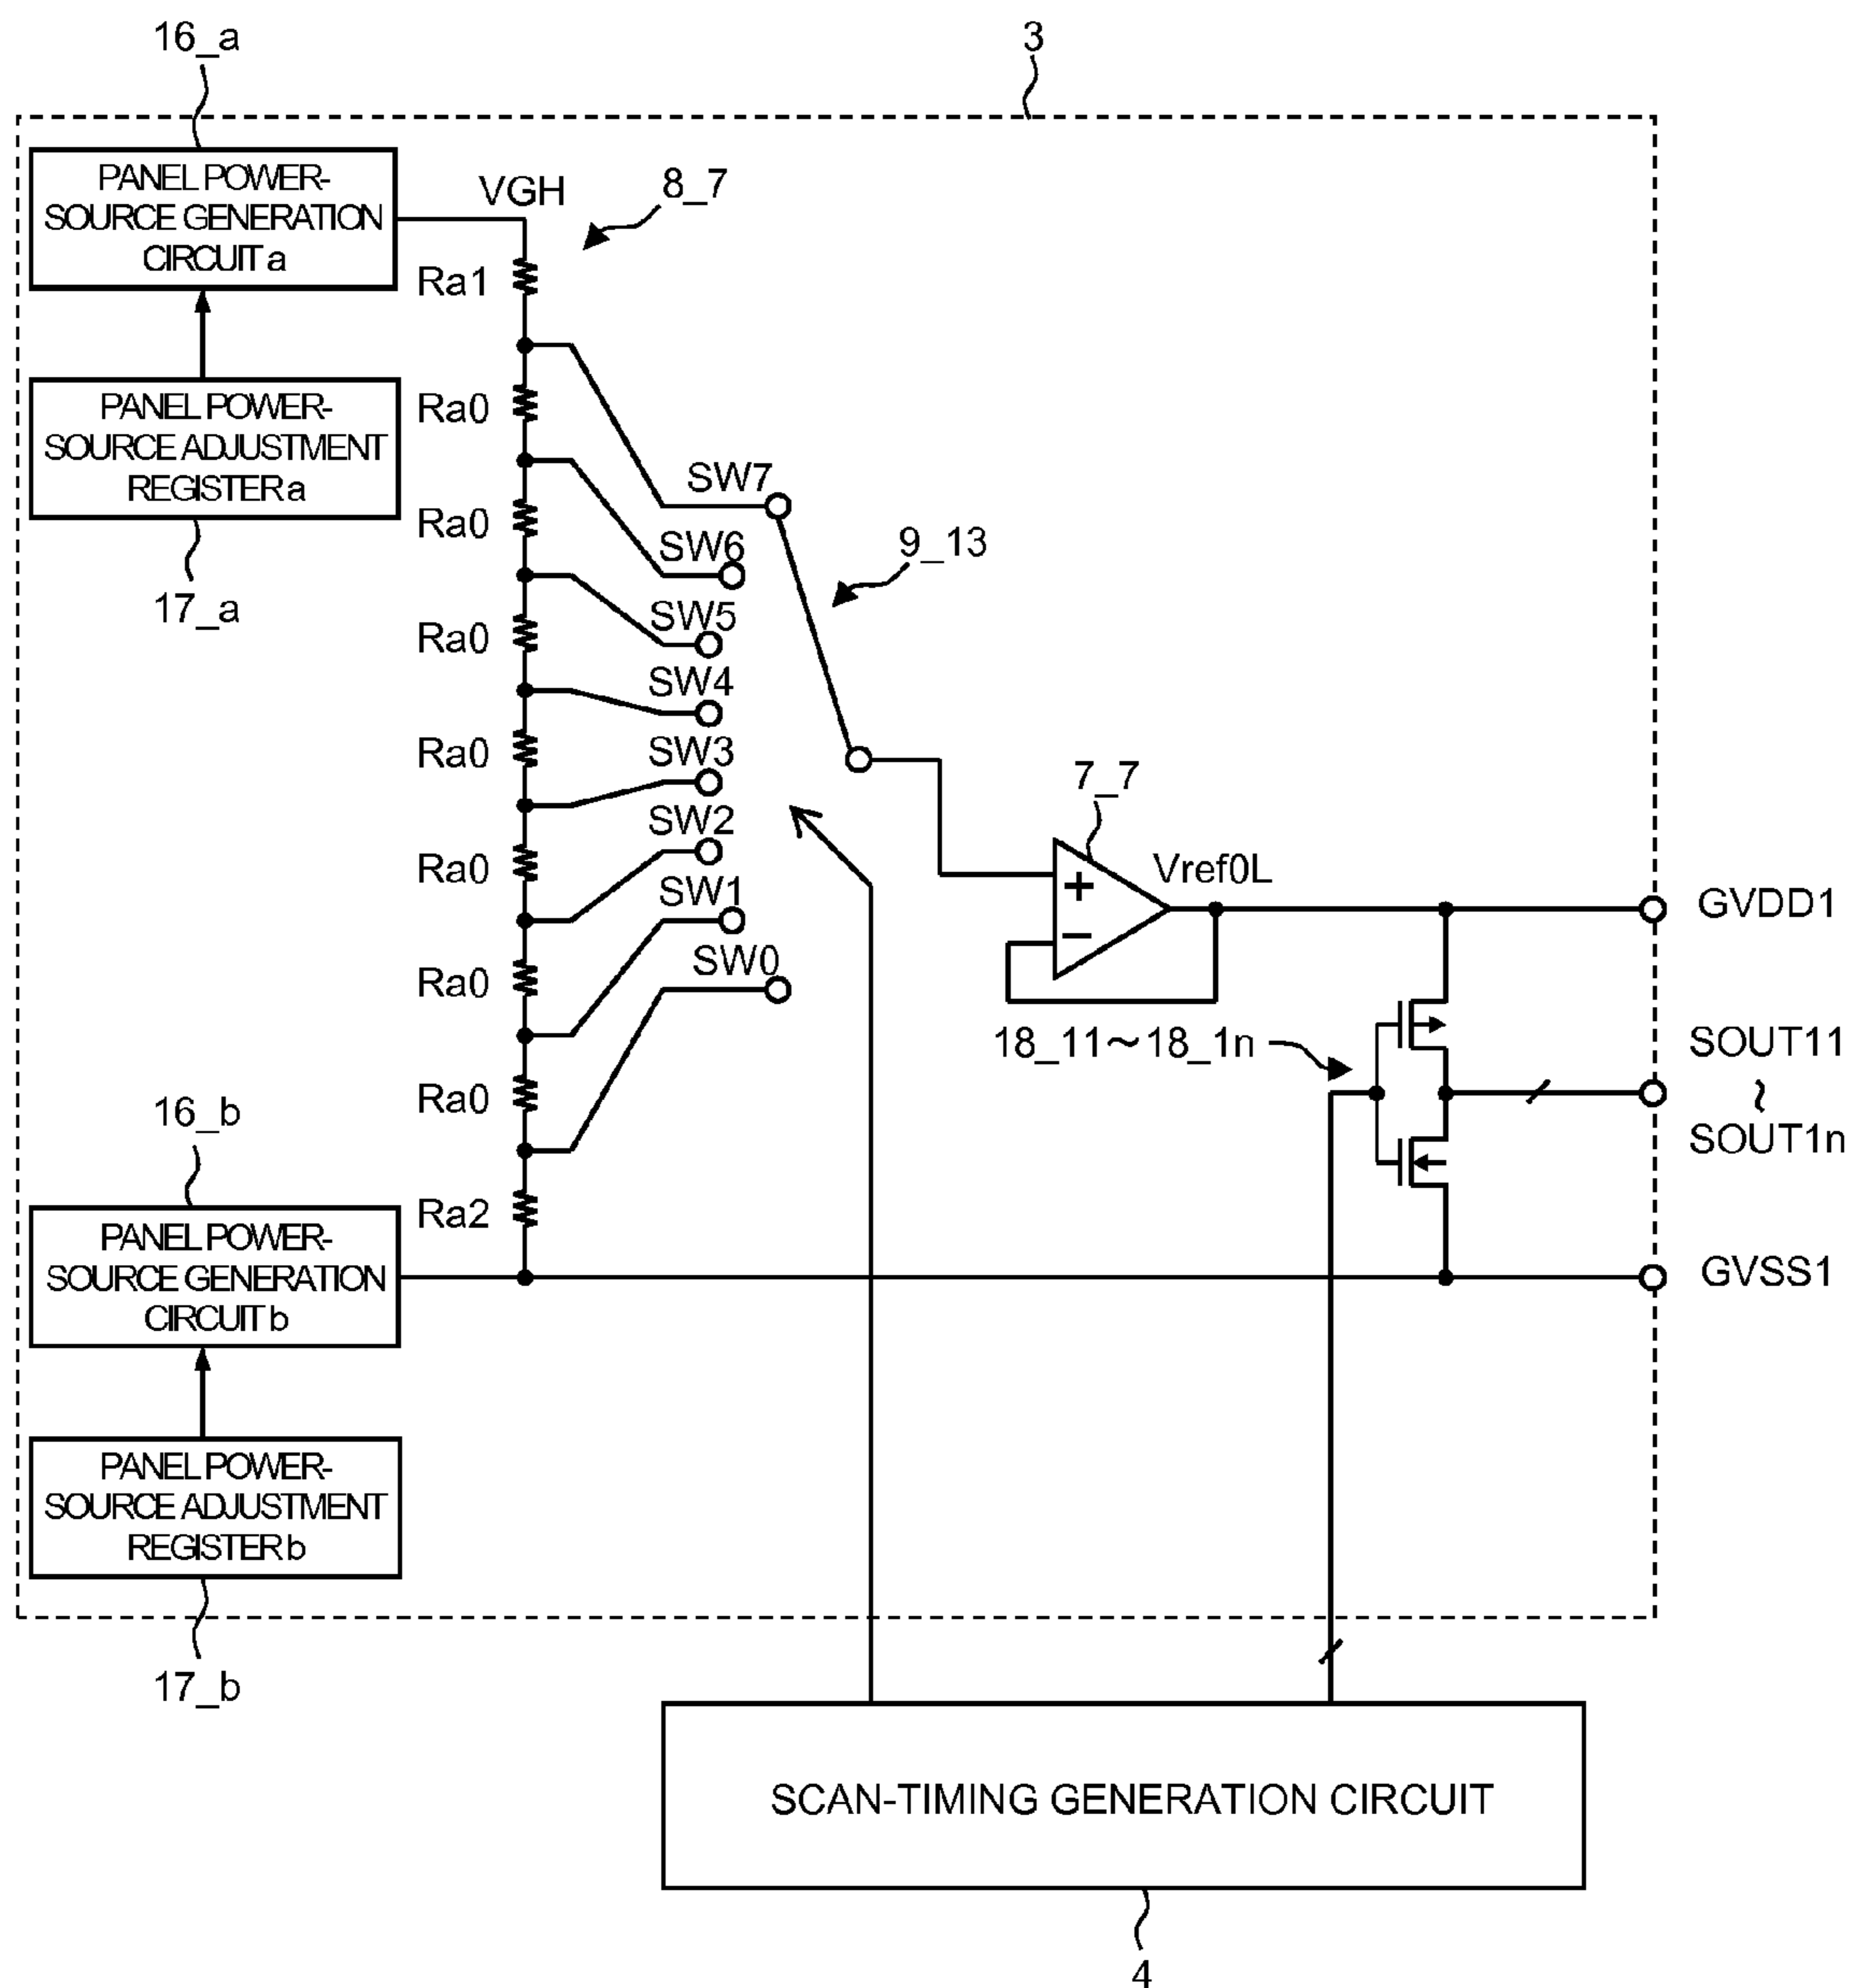 16_a
3
PANEL POWER-
SOURCE GENERATION
CIRCUIT a
VGH
8_7
Ra1
PANEL POWER-
SOURCE ADJUSTMENT
REGISTER a
17_a
Ra0
Ra0
Ra0
Ra0
Ra0
Ra0
Ra0
Ra2
SW7
SW6
SW5
SW4
SW3
SW2
SW1
SW0
9_13
7_7
+
−
Vref0L
GVDD1
18_11~18_1n
SOUT11
~
SOUT1n
GVSS1
16_b
PANEL POWER-
SOURCE GENERATION
CIRCUIT b
PANEL POWER-
SOURCE ADJUSTMENT
REGISTER b
17_b
SCAN-TIMING GENERATION CIRCUIT
4